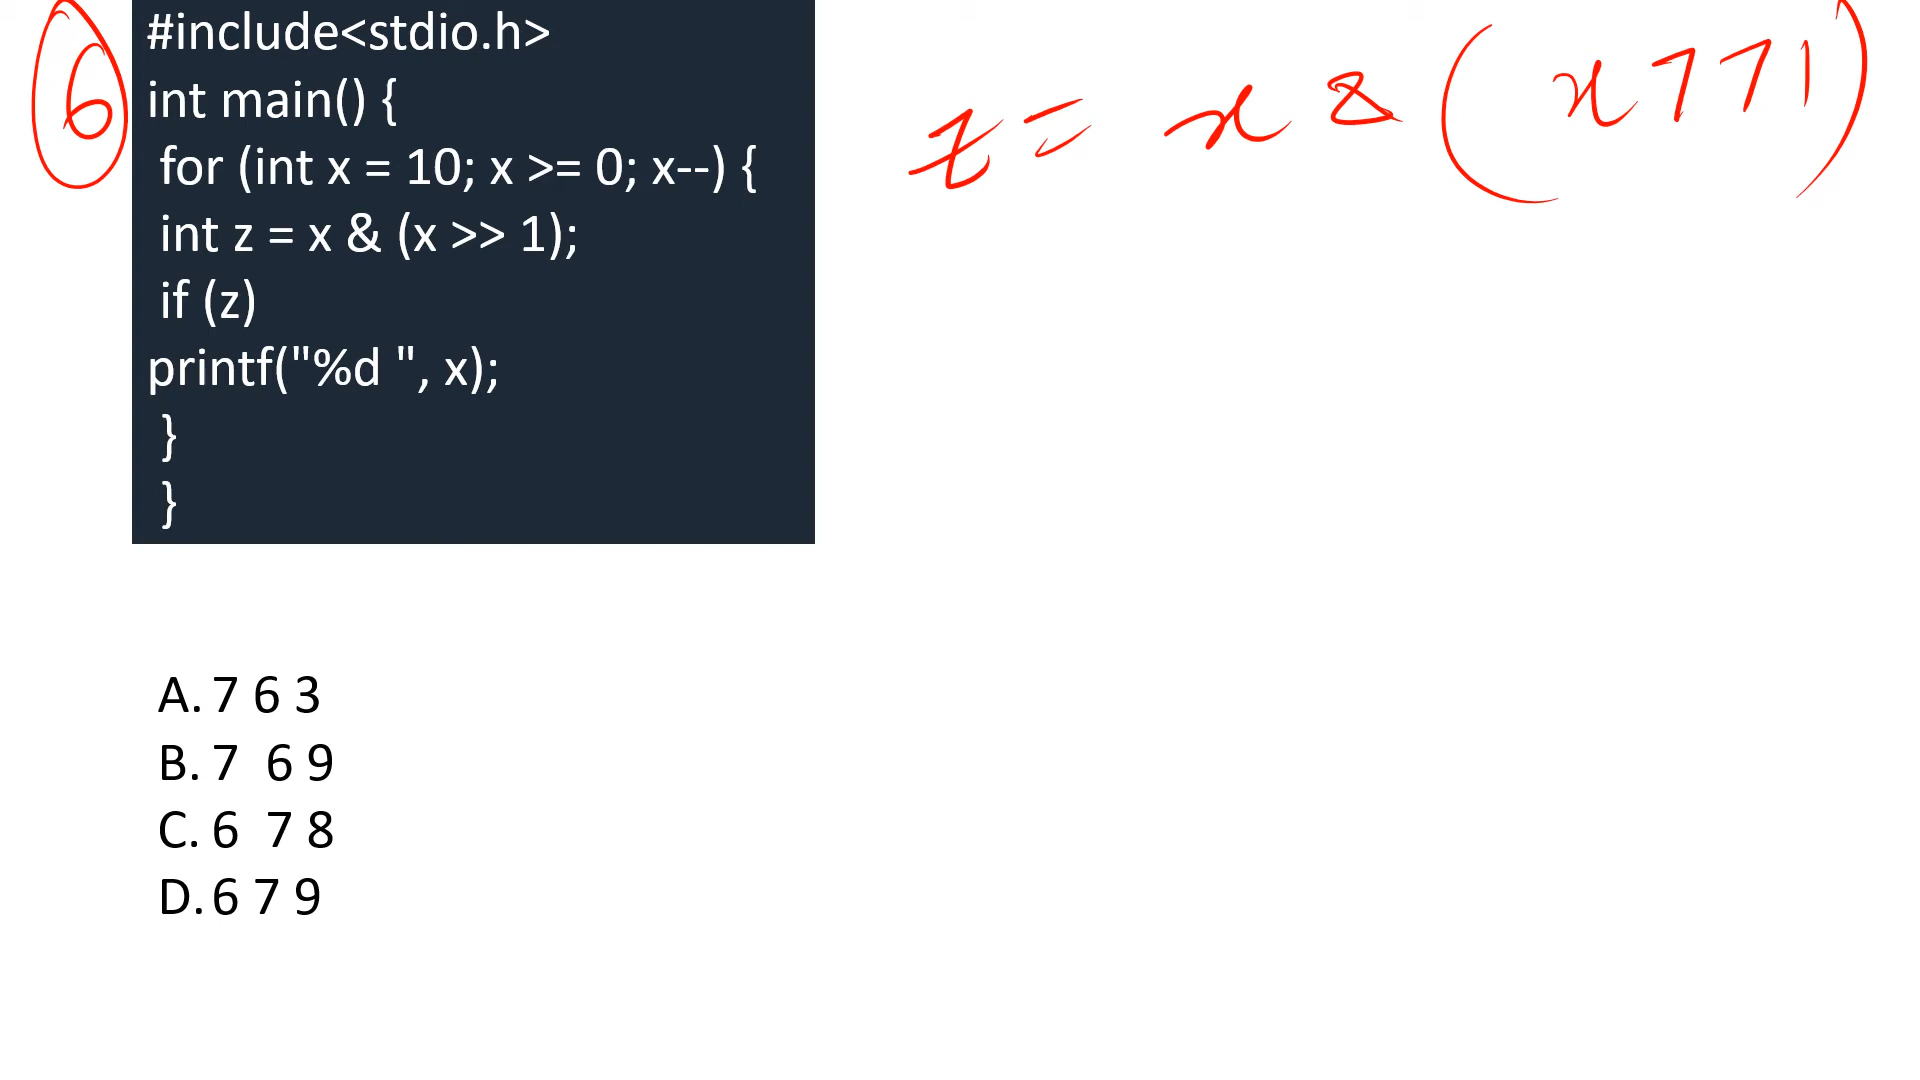 6
#include<stdio.h>
int main() {
for (int x = 10; x >= 0; x--) {
int z = x & (x >> 1);
if (z)
printf("%d ", x);
}
}
z = x & (x >> 1)
A. 7 6 3
B. 7 6 9
C. 6 7 8
D. 6 7 9